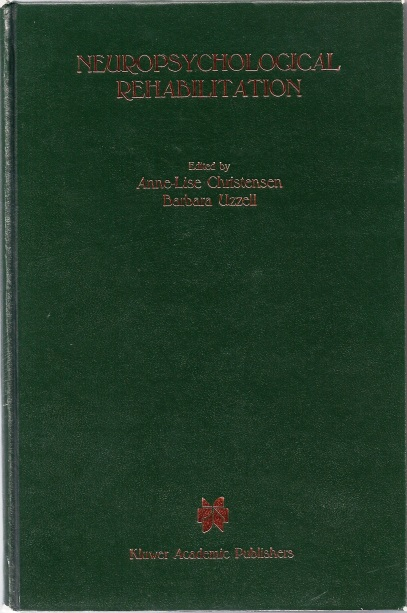 NEUROPSYCHOLOGICAL
REHABILITATION
Edited by
Anne-Lise Christensen
Barbara Uzzell
Kluwer Academic Publishers